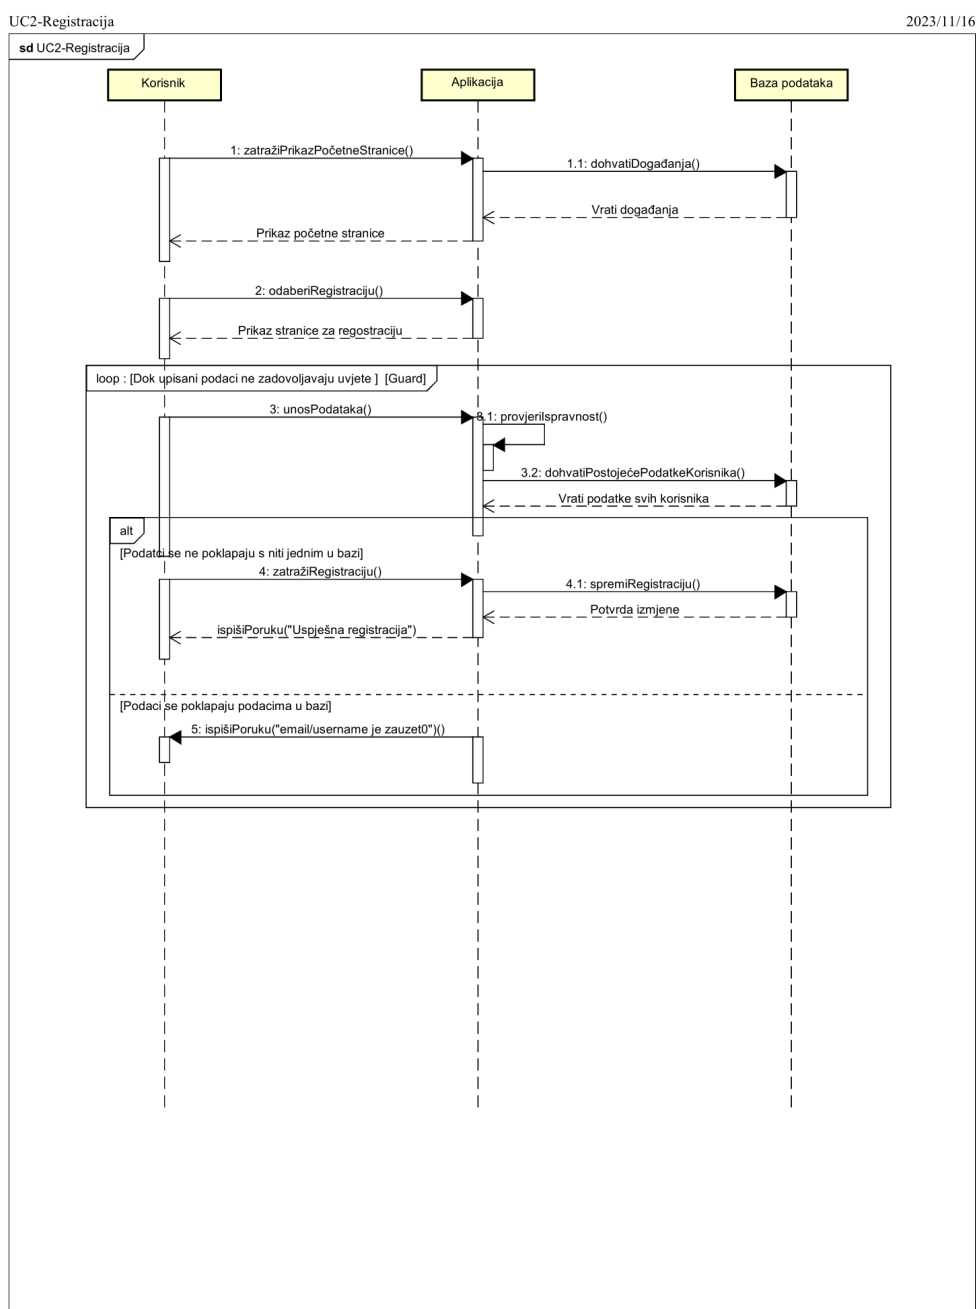 UC2-Registracija 2023/11/16
sd UC2-Registracija
Korisnik Aplikacija Baza podataka
1: zatražiPrikazPočetneStranice()
1.1: dohvatiDogađanja()
Vrati događanja
Prikaz početne stranice
2: odaberiRegistraciju()
Prikaz stranice za regostraciju
loop : [Dok upisani podaci ne zadovoljavaju uvjete ] [Guard]
3: unosPodataka()
3.1: provjeriIspravnost()
3.2: dohvatiPostojećePodatkeKorisnika()
Vrati podatke svih korisnika
alt
[Podatci se ne poklapaju s niti jednim u bazi]
4: zatražiRegistraciju()
4.1: spremiRegistraciju()
Potvrda izmjene
ispišiPoruku("Uspješna registracija")
[Podaci se poklapaju podacima u bazi]
5: ispišiPoruku("email/username je zauzet0")()